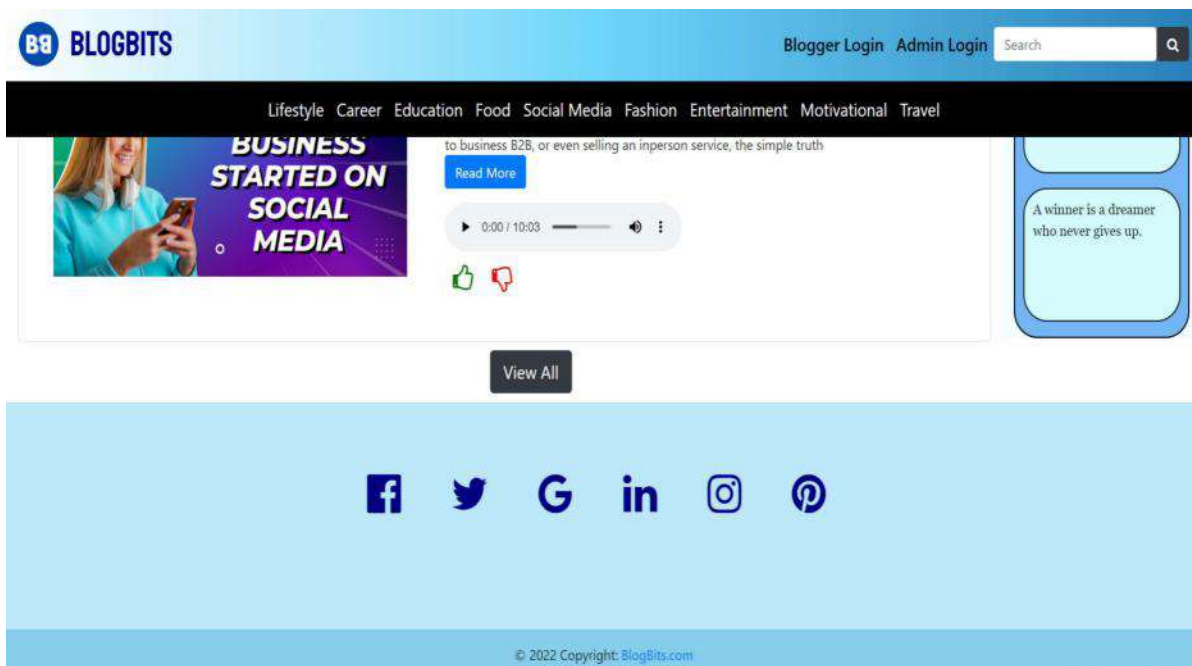 BB BLOGBITS
Blogger Login Admin Login Search
Lifestyle Career Education Food Social Media Fashion Entertainment Motivational Travel
BUSINESS
STARTED ON
SOCIAL
MEDIA
to business B2B, or even selling an inperson service, the simple truth
Read More
0:00 / 10:03
A winner is a dreamer
who never gives up.
View All
© 2022 Copyright: BlogBits.com